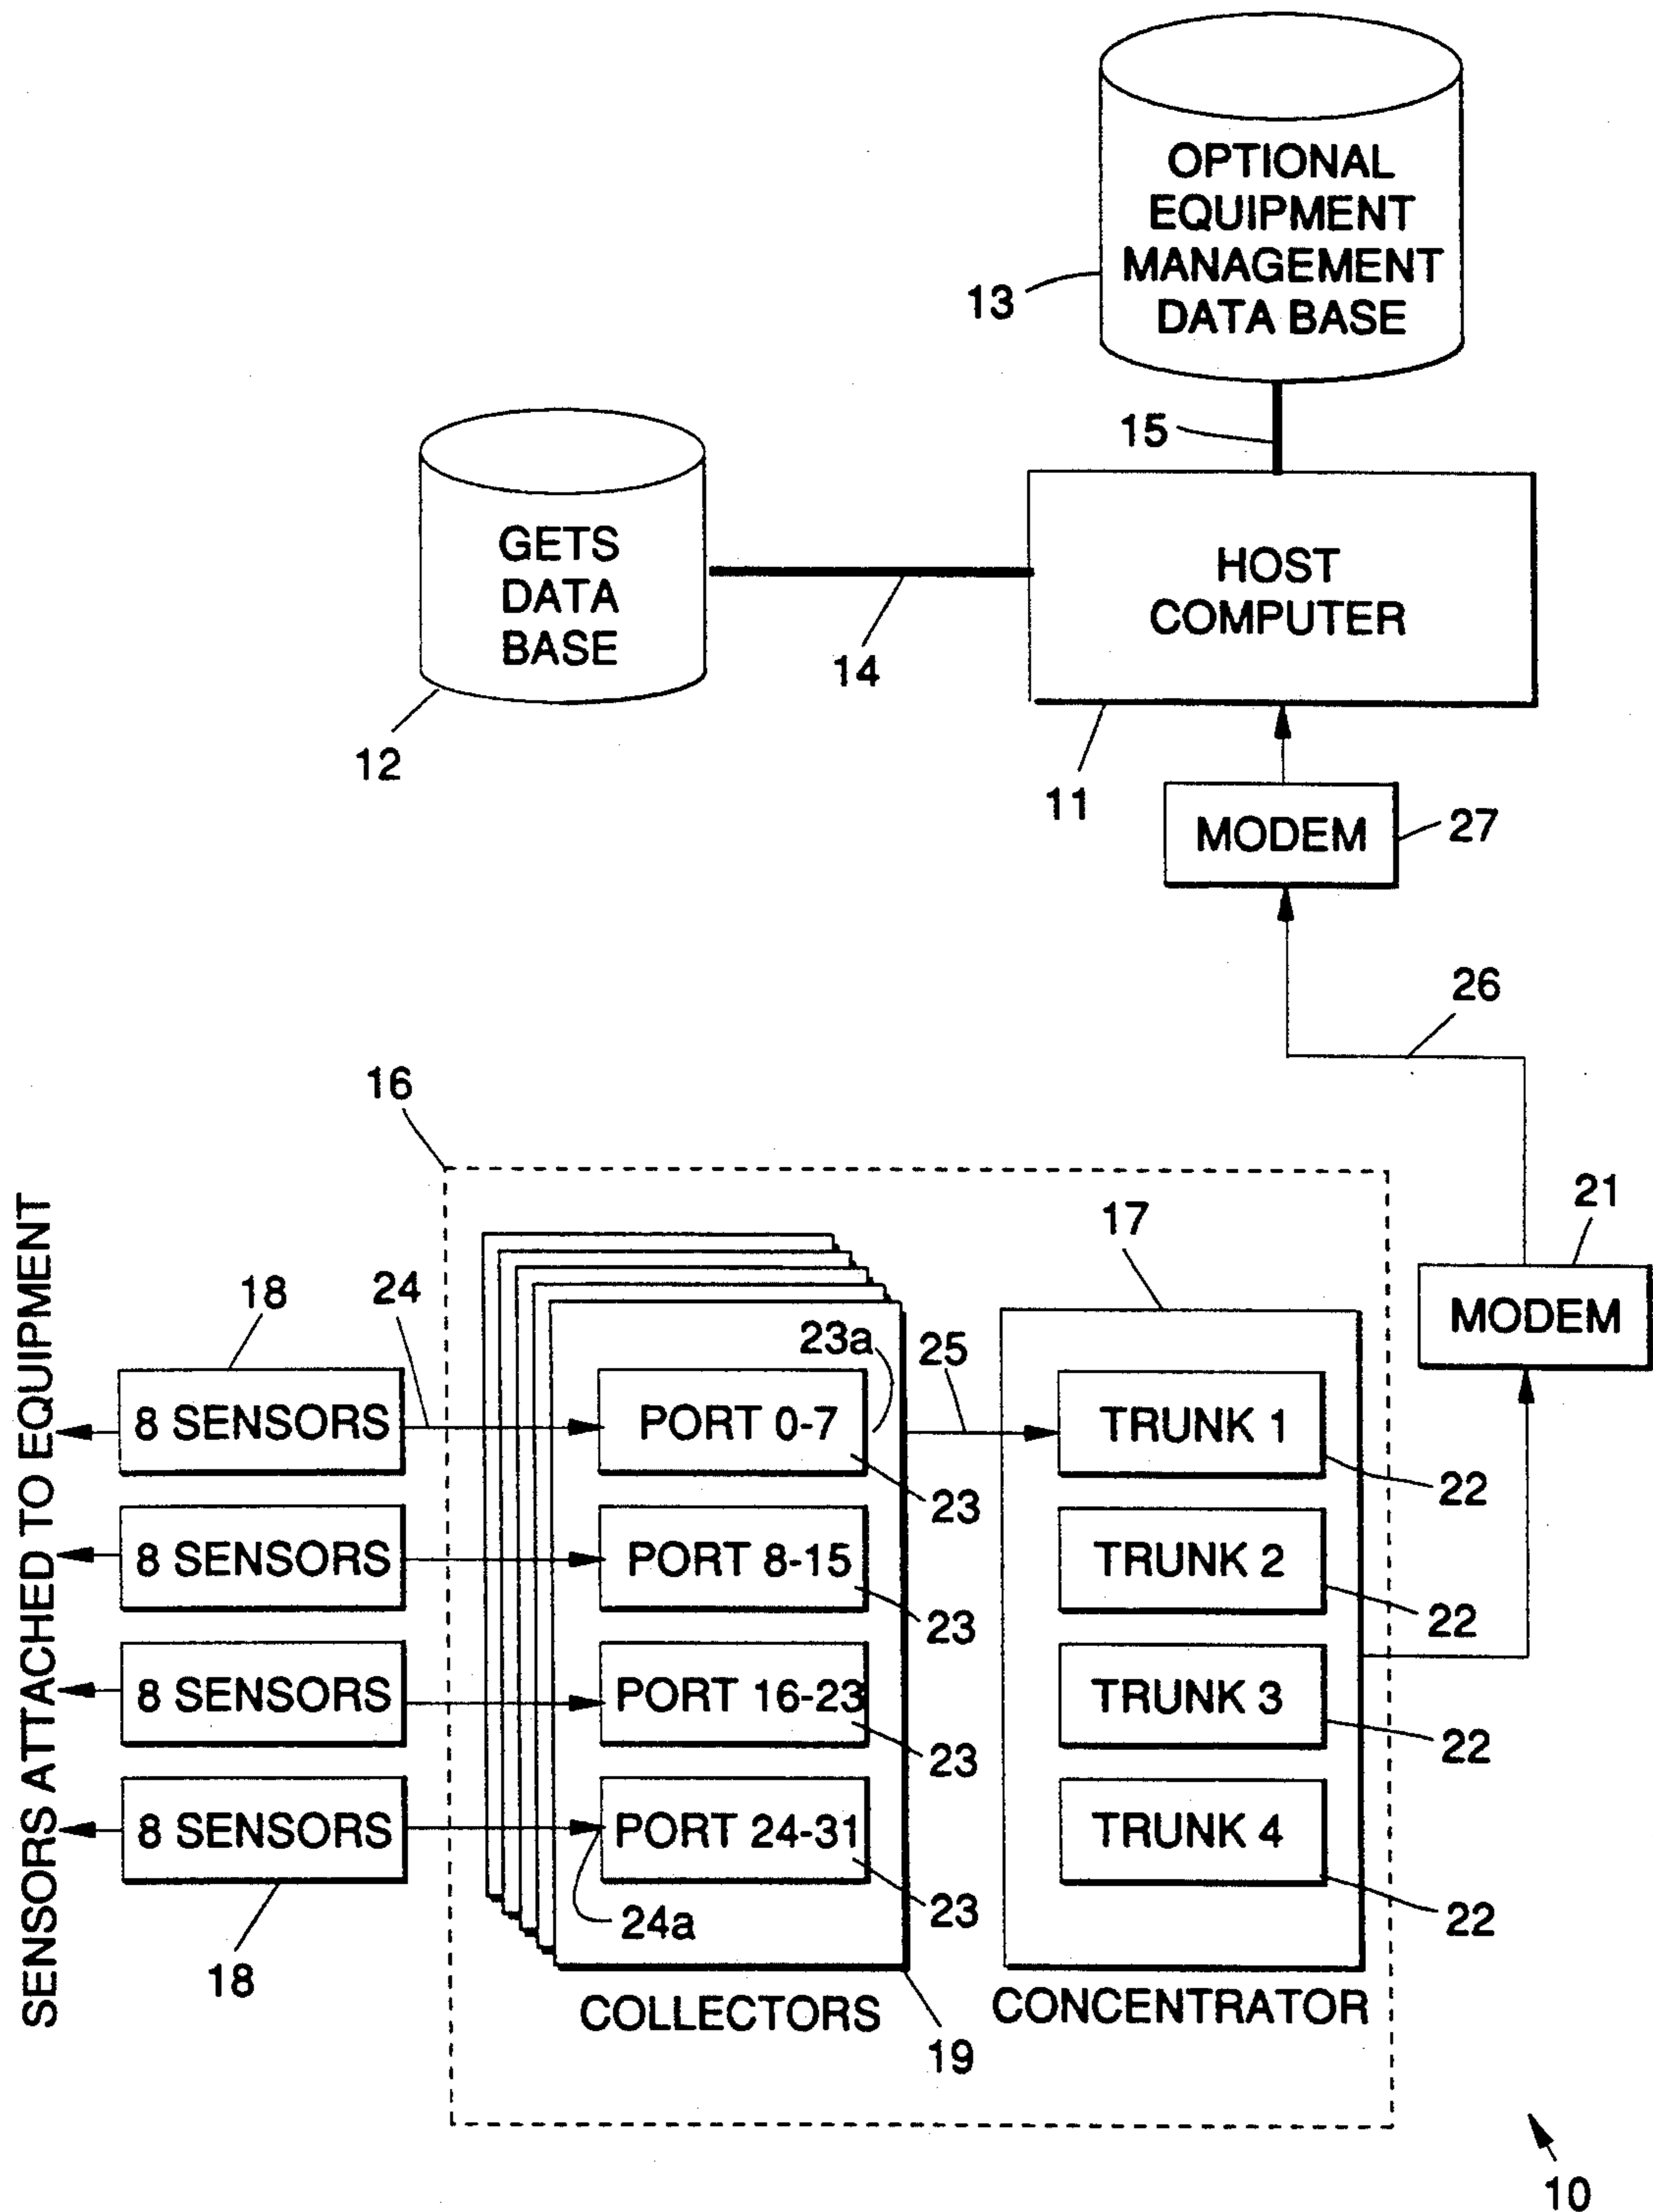 OPTIONAL
EQUIPMENT
MANAGEMENT
DATA BASE
13
15
GETS
DATA
BASE
HOST
COMPUTER
14
12
11
MODEM
27
26
16
21
17
MODEM
SENSORS ATTACHED TO EQUIPMENT
18
24
23a
25
8 SENSORS
PORT 0-7
TRUNK 1
23
22
8 SENSORS
PORT 8-15
TRUNK 2
23
22
8 SENSORS
PORT 16-23
TRUNK 3
23
22
8 SENSORS
PORT 24-31
TRUNK 4
23
22
24a
18
COLLECTORS
CONCENTRATOR
19
10